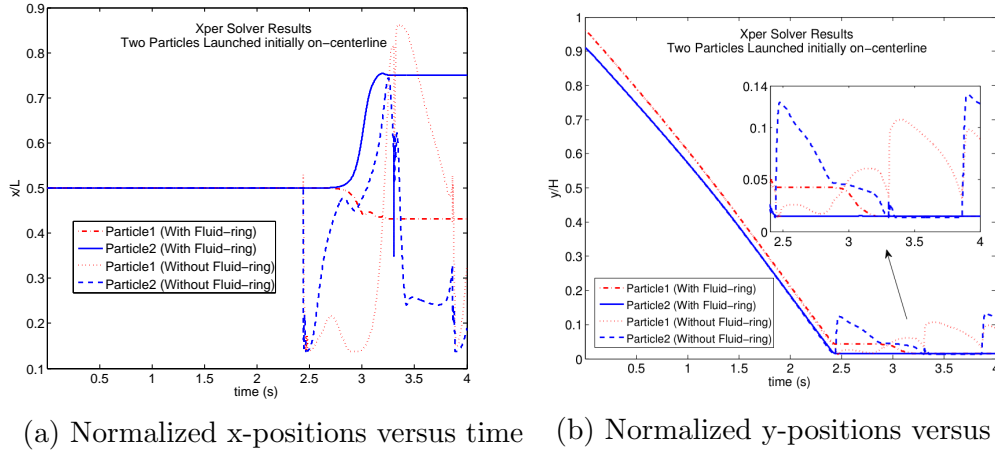 Xper Solver Results
Two Particles Launched initially on-centerline
0.9
0.8
0.7
0.6
0.5
0.4
0.3
0.2
0.1
x/L
Particle1 (With Fluid-ring)
Particle2 (With Fluid-ring)
Particle1 (Without Fluid-ring)
Particle2 (Without Fluid-ring)
0.5 1 1.5 2 2.5 3 3.5 4
time (s)
(a) Normalized x-positions versus time
Xper Solver Results
Two Particles Launched initially on-centerline
1
0.9
0.8
0.7
0.6
0.5
0.4
0.3
0.2
0.1
0
y/H
0.14
0.1
0.05
0
2.5 3 3.5 4
Particle1 (With Fluid-ring)
Particle2 (With Fluid-ring)
Particle1 (Without Fluid-ring)
Particle2 (Without Fluid-ring)
0.5 1 1.5 2 2.5 3 3.5 4
time (s)
(b) Normalized y-positions versus